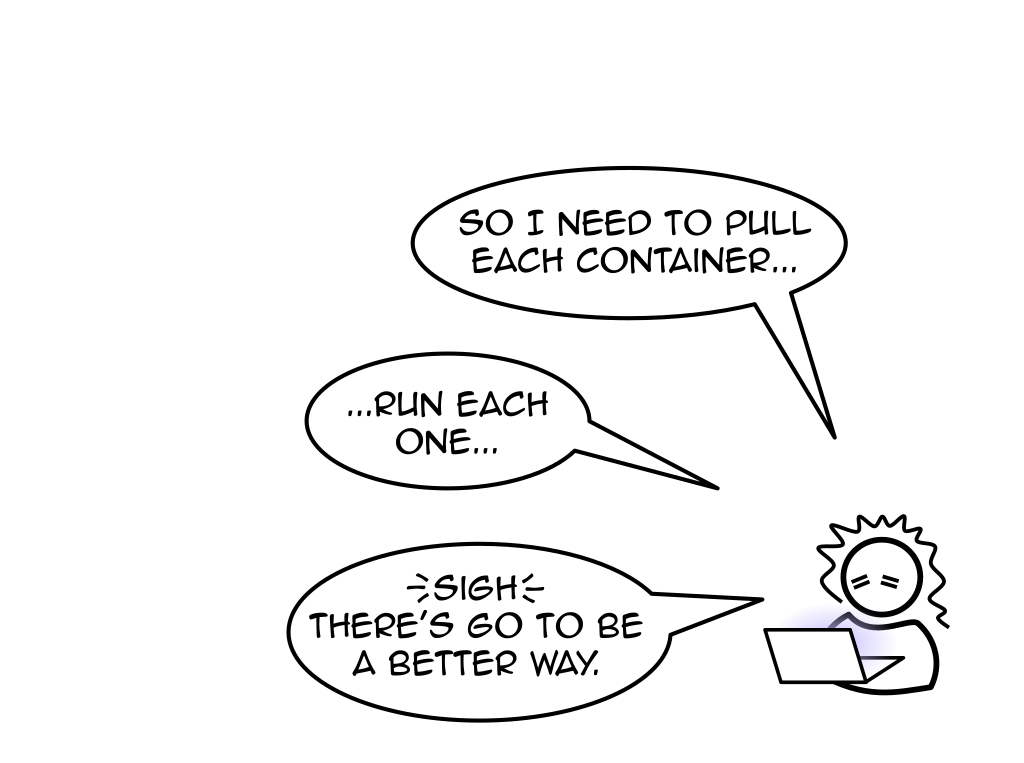 SO I NEED TO PULL
EACH CONTAINER...
...RUN EACH
ONE...
SIGH
THERE'S GO TO BE
A BETTER WAY.